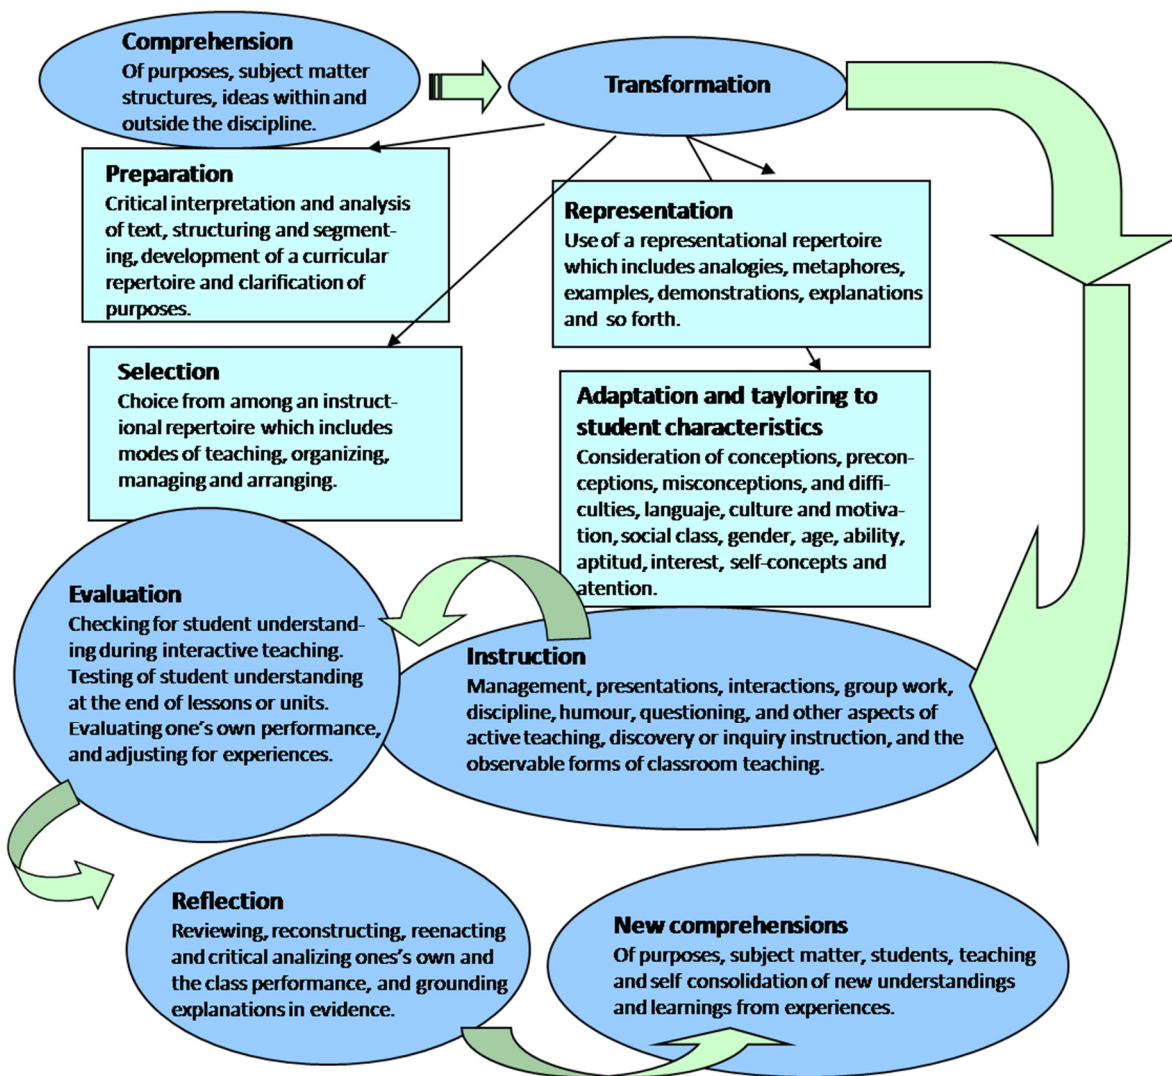 Comprehension
Of purposes, subject matter
structures, ideas within and
outside the discipline.
Transformation
Preparation
Critical interpretation and analysis
of text, structuring and segment-
ing, development of a curricular
repertoire and clarification of
purposes.
Representation
Use of a representational repertoire
which includes analogies, metaphores,
examples, demonstrations, explanations
and so forth.
Selection
Choice from among an instruct-
ional repertoire which includes
modes of teaching, organizing,
managing and arranging.
Adaptation and tayloring to
student characteristics
Consideration of conceptions, precon-
ceptions, misconceptions, and diffi-
culties, languaje, culture and motiva-
tion, social class, gender, age, ability,
aptitud, interest, self-concepts and
atention.
Evaluation
Checking for student understand-
ing during interactive teaching.
Testing of student understanding
at the end of lessons or units.
Evaluating one's own performance,
and adjusting for experiences.
Instruction
Management, presentations, interactions, group work,
discipline, humour, questioning, and other aspects of
active teaching, discovery or inquiry instruction, and the
observable forms of classroom teaching.
Reflection
Reviewing, reconstructing, reenacting
and critical analizing ones's own and
the class performance, and grounding
explanations in evidence.
New comprehensions
Of purposes, subject matter, students, teaching
and self consolidation of new understandings
and learnings from experiences.